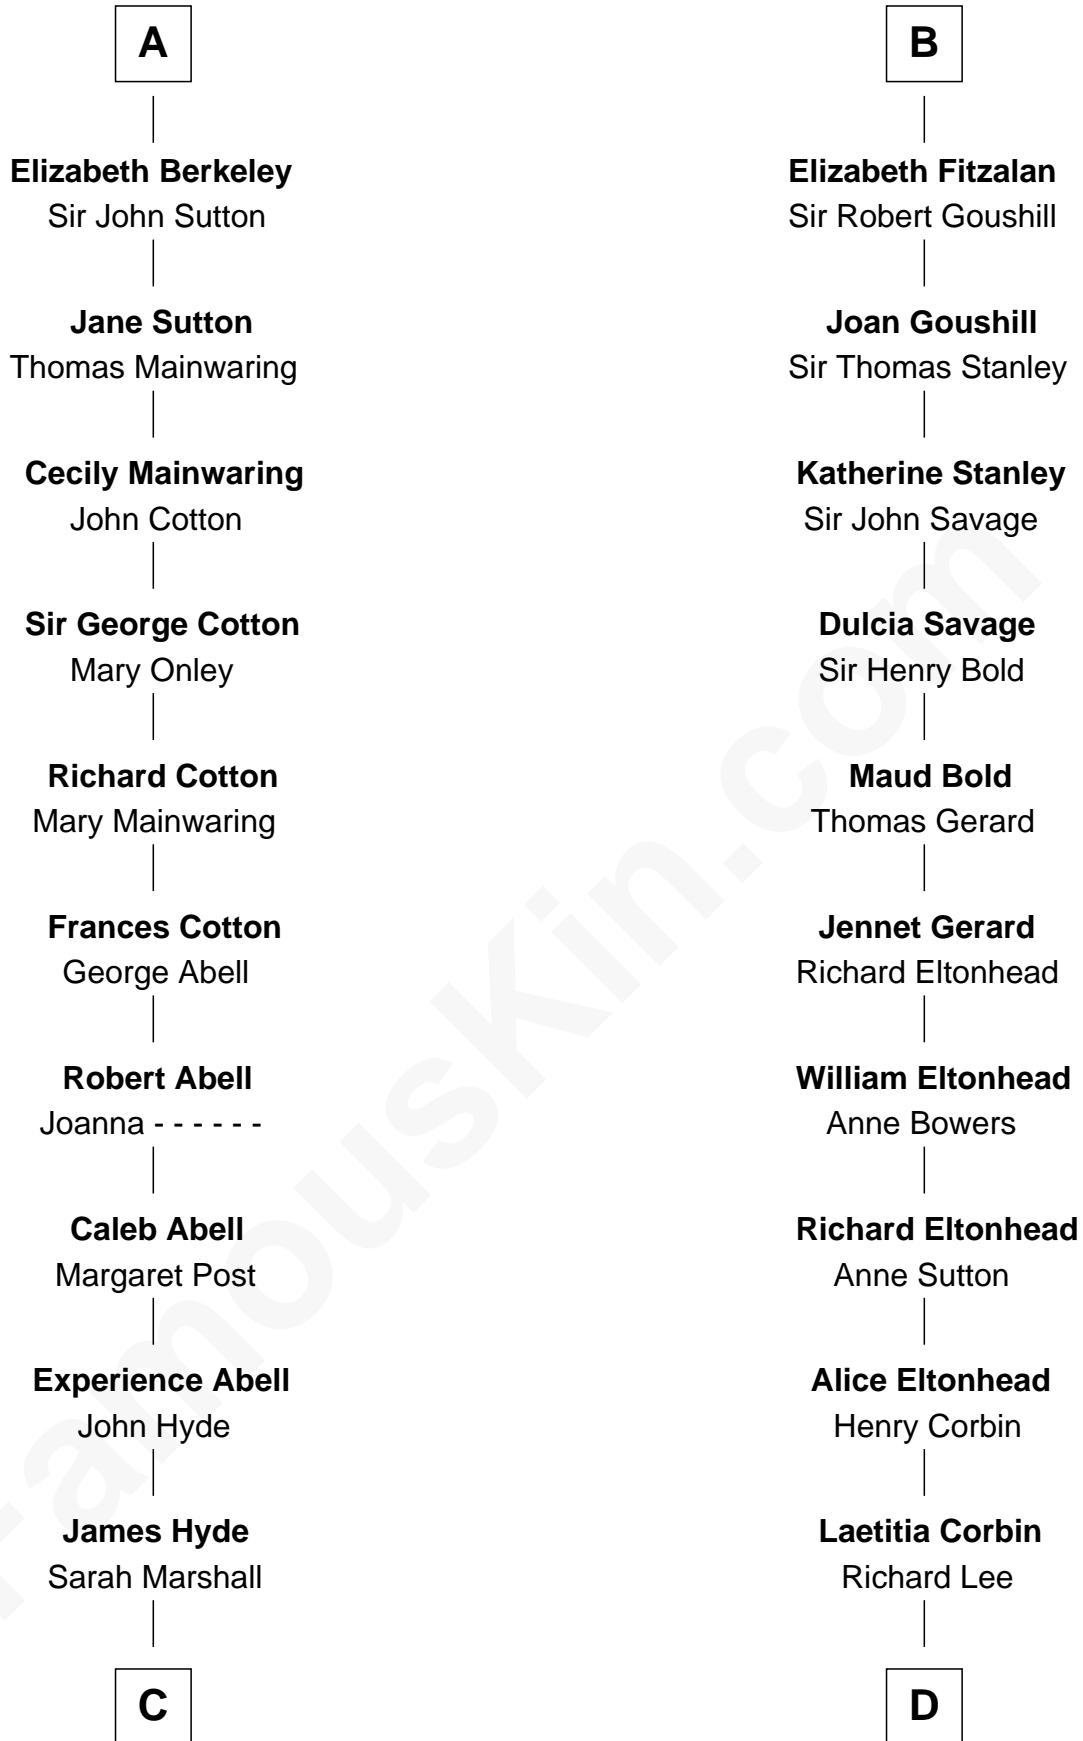 A
Elizabeth Berkeley
Sir John Sutton
Jane Sutton
Thomas Mainwaring
Cecily Mainwaring
John Cotton
Sir George Cotton
Mary Onley
Richard Cotton
Mary Mainwaring
Frances Cotton
George Abell
Robert Abell
Joanna - - - - - -
Caleb Abell
Margaret Post
Experience Abell
John Hyde
James Hyde
Sarah Marshall
C
B
Elizabeth Fitzalan
Sir Robert Goushill
Joan Goushill
Sir Thomas Stanley
Katherine Stanley
Sir John Savage
Dulcia Savage
Sir Henry Bold
Maud Bold
Thomas Gerard
Jennet Gerard
Richard Eltonhead
William Eltonhead
Anne Bowers
Richard Eltonhead
Anne Sutton
Alice Eltonhead
Henry Corbin
Laetitia Corbin
Richard Lee
D
FamousKin.com